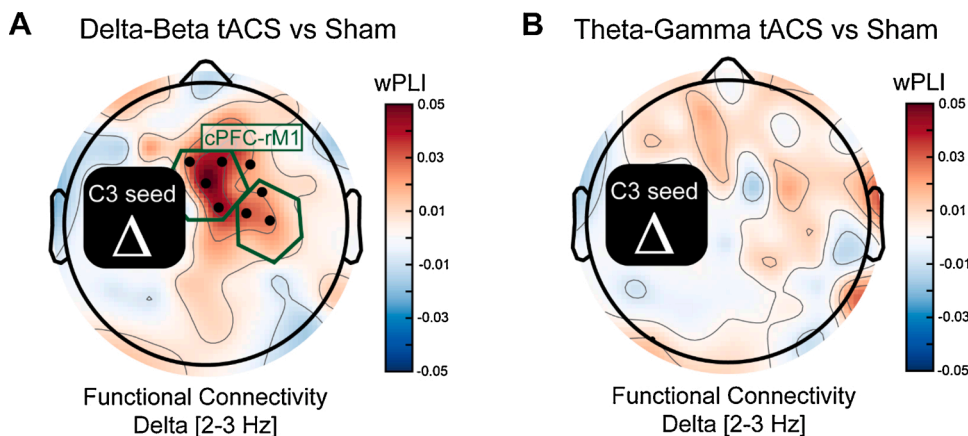 A
Delta-Beta tACS vs Sham
wPLI
0.05
0.03
0.01
-0.01
-0.03
-0.05
cPFC-rM1
C3 seed
Δ
Functional Connectivity
Delta [2-3 Hz]
B
Theta-Gamma tACS vs Sham
wPLI
0.05
0.03
0.01
-0.01
-0.03
-0.05
C3 seed
Δ
Functional Connectivity
Delta [2-3 Hz]